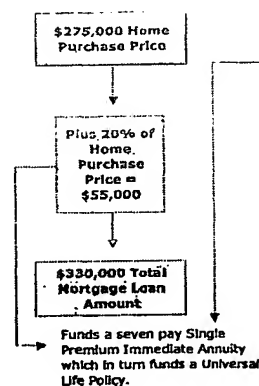 $275,000 Home
Purchase Price
Plus 20% of
Home
Purchase
Price =
$55,000
$330,000 Total
Mortgage Loan
Amount
Funds a seven pay Single
Premium Immediate Annuity
which in turn funds a Universal
Life Policy.